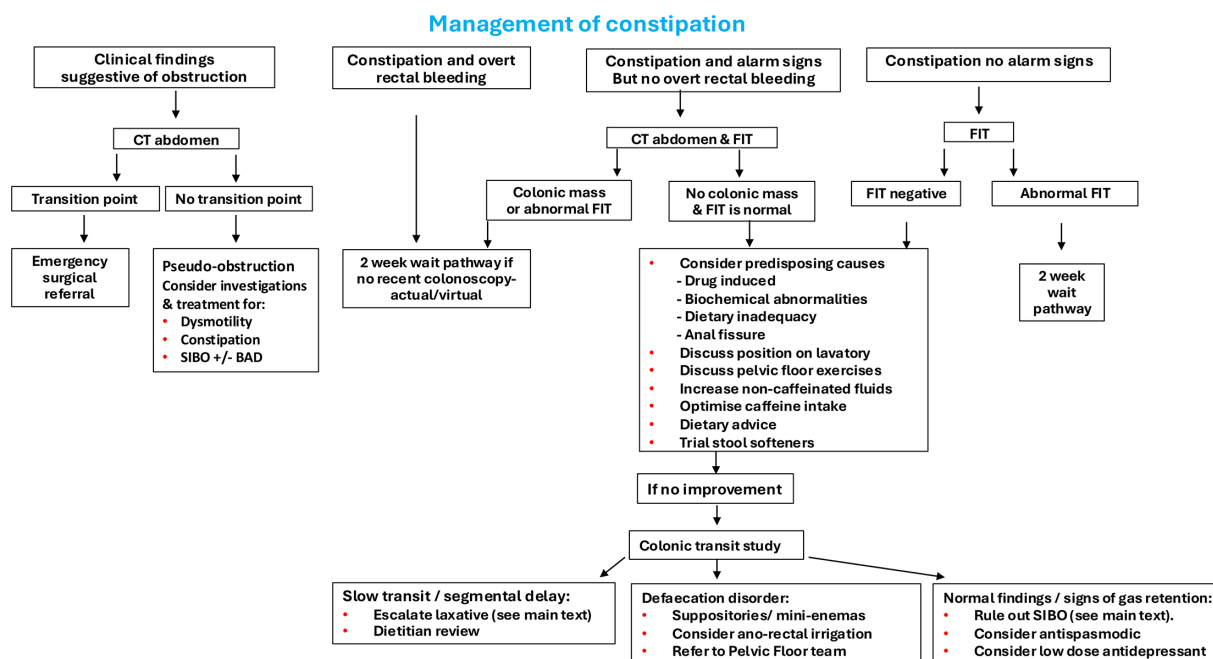 Management of constipation
Clinical findings
suggestive of obstruction
Constipation and overt
rectal bleeding
Constipation and alarm signs
But no overt rectal bleeding
Constipation no alarm signs
CT abdomen
CT abdomen & FIT
FIT
Transition point
No transition point
Colonic mass
or abnormal FIT
No colonic mass
& FIT is normal
FIT negative
Abnormal FIT
Emergency
surgical
referral
Pseudo-obstruction
Consider investigations
& treatment for:
• Dysmotility
• Constipation
• SIBO +/- BAD
2 week wait pathway if
no recent colonoscopy-
actual/virtual
• Consider predisposing causes
- Drug induced
- Biochemical abnormalities
- Dietary inadequacy
- Anal fissure
• Discuss position on lavatory
• Discuss pelvic floor exercises
• Increase non-caffeinated fluids
• Optimise caffeine intake
• Dietary advice
• Trial stool softeners
2 week
wait
pathway
If no improvement
Colonic transit study
Slow transit / segmental delay:
• Escalate laxative (see main text)
• Dietitian review
Defaecation disorder:
• Suppositories/ mini-enemas
• Consider ano-rectal irrigation
• Refer to Pelvic Floor team
Normal findings / signs of gas retention:
• Rule out SIBO (see main text).
• Consider antispasmodic
• Consider low dose antidepressant